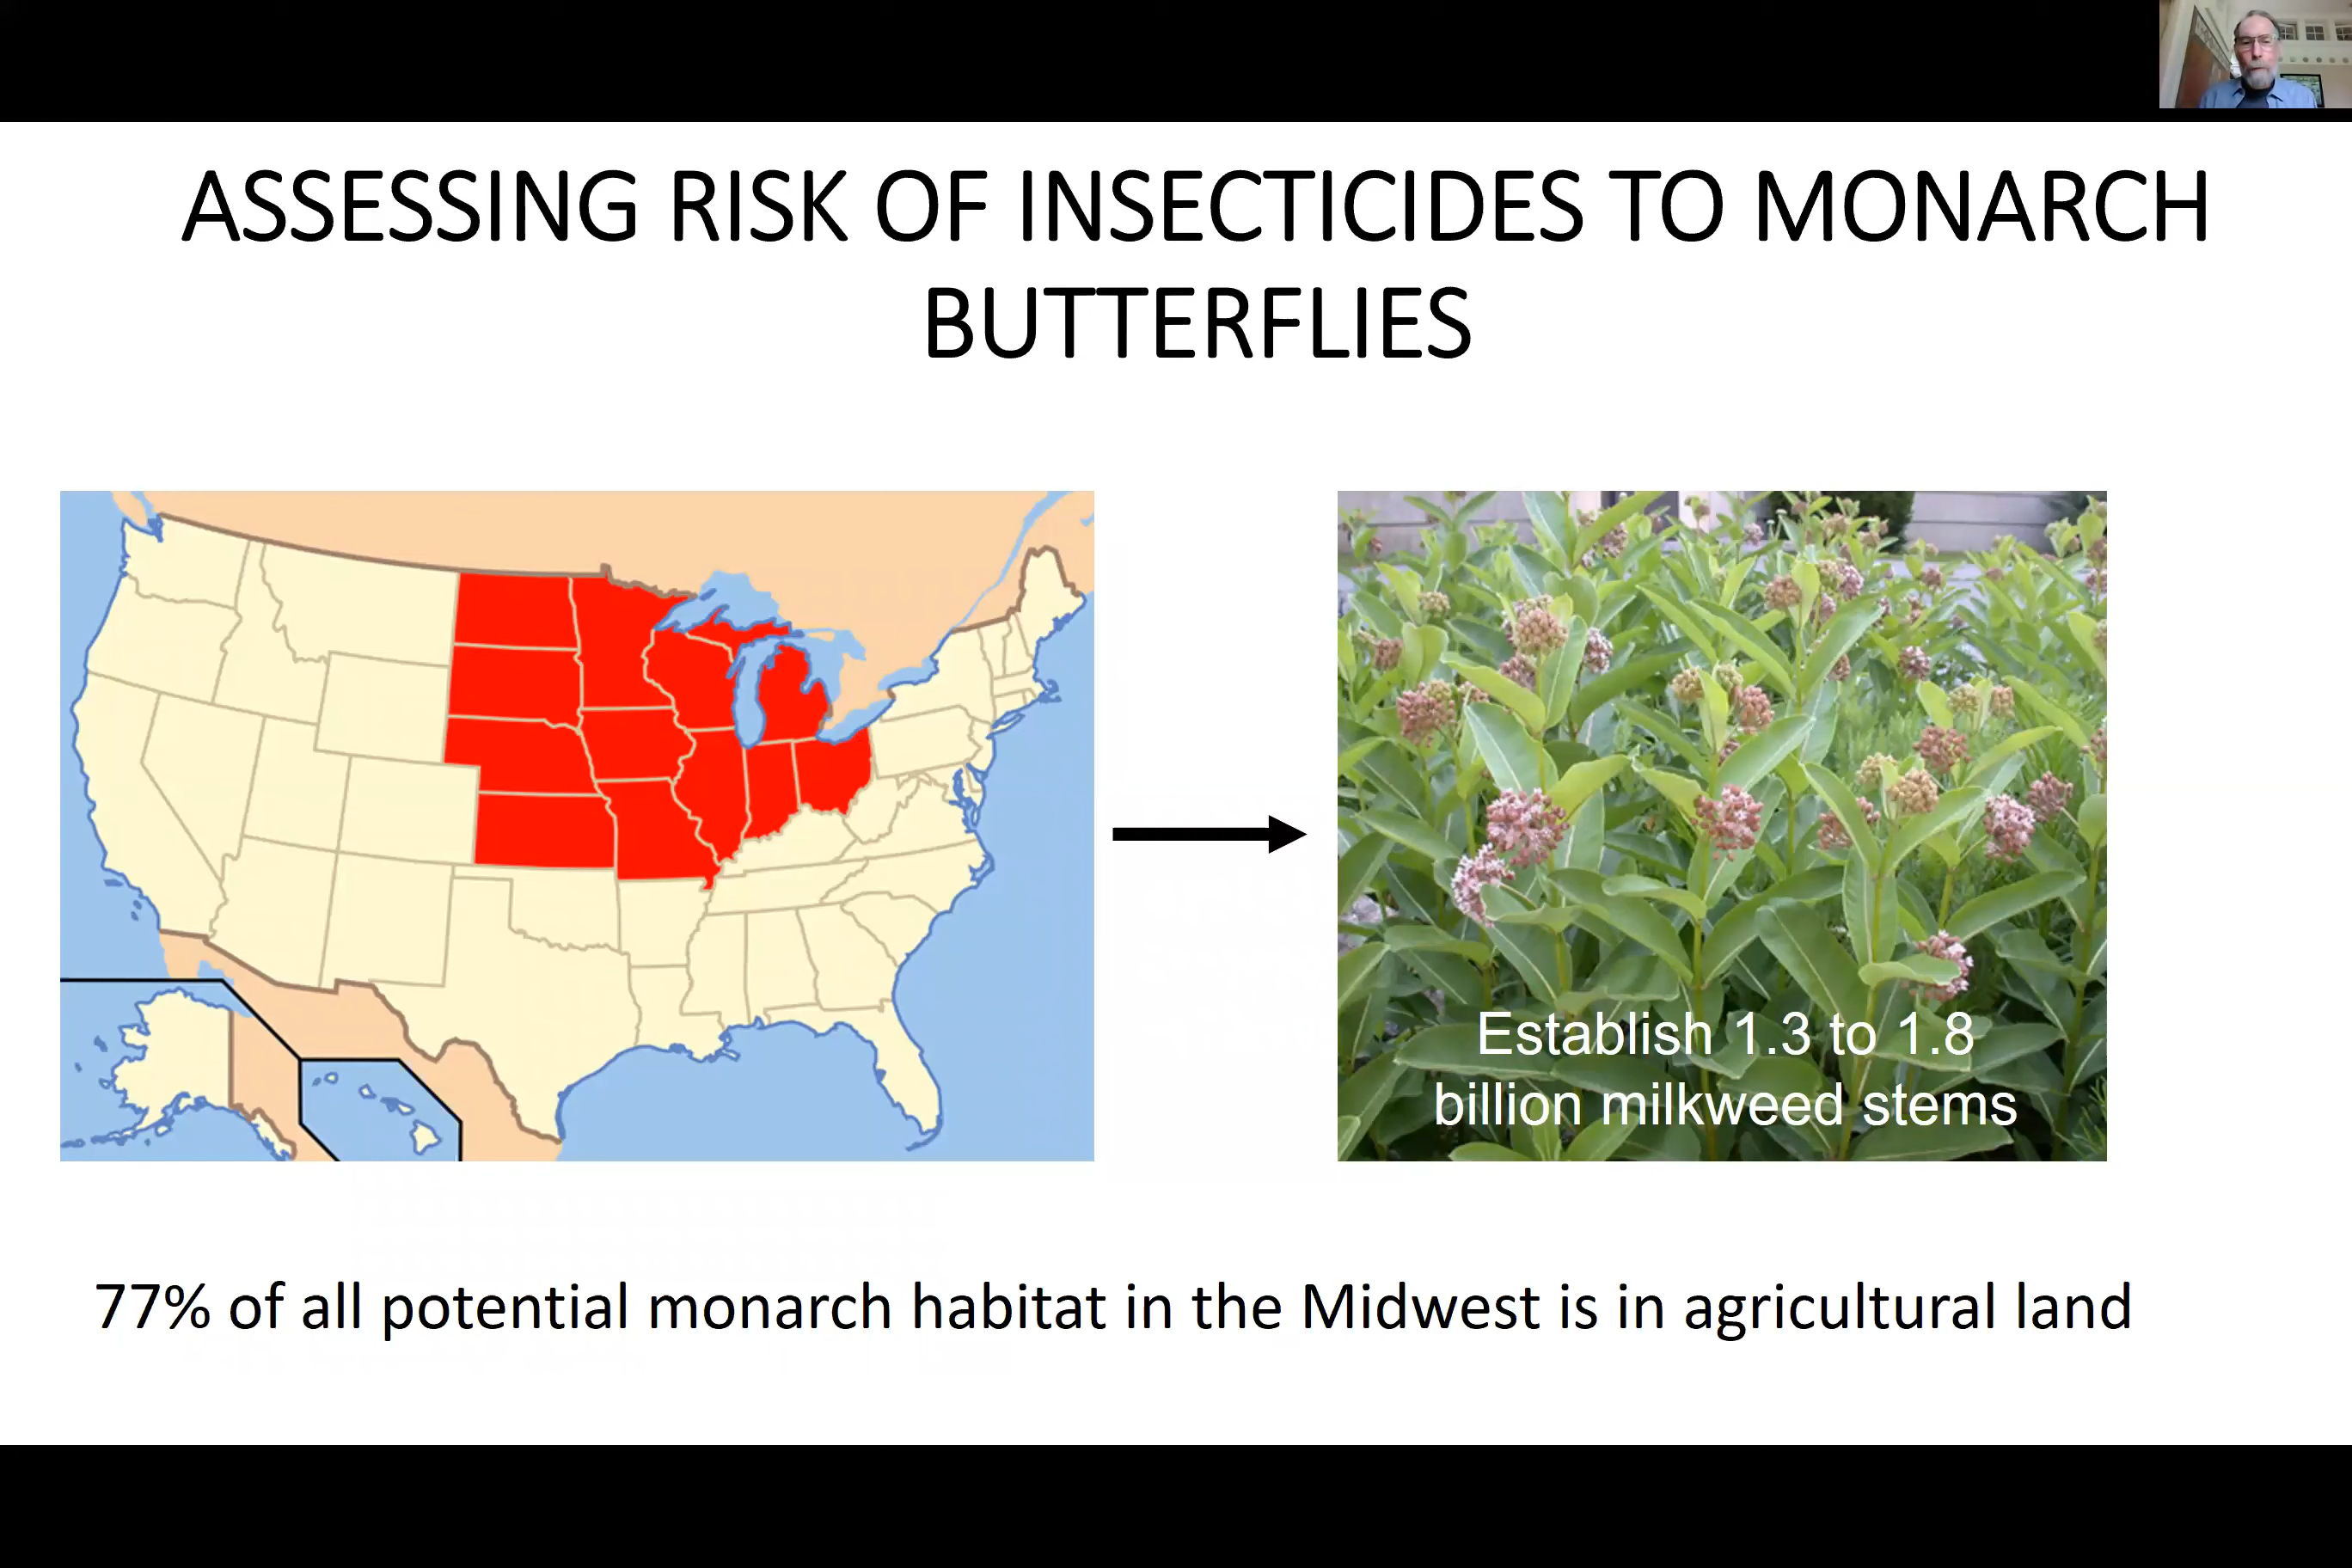 ASSESSING RISK OF INSECTICIDES TO MONARCH
BUTTERFLIES
Establish 1.3 to 1.8
billion milkweed stems
77% of all potential monarch habitat in the Midwest is in agricultural land